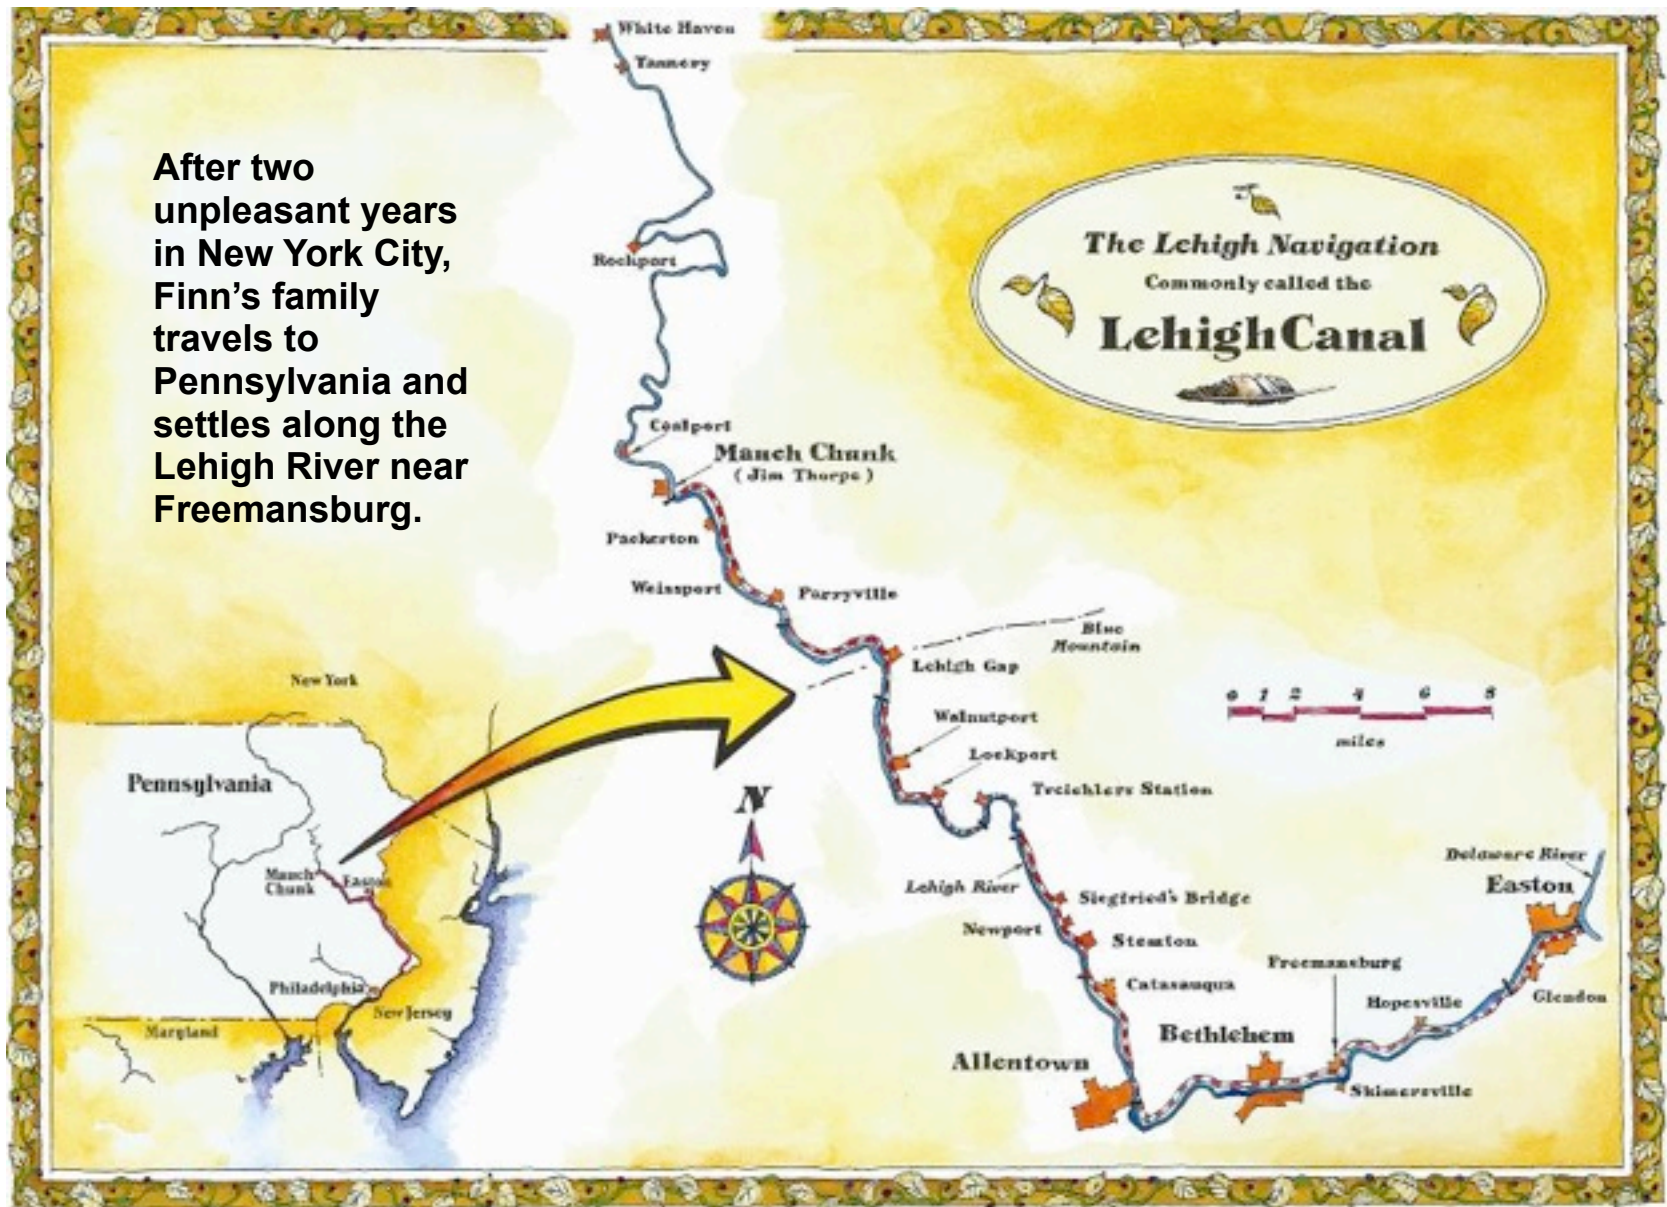 White Haven
Tannery
After two
unpleasant years
in New York City,
Finn's family
travels to
Pennsylvania and
settles along the
Lehigh River near
Freemansburg.
The Lehigh Navigation
Commonly called the
Lehigh Canal
Rockport
Coalport
Mauch Chunk
(Jim Thorpe)
Packerton
Weissport
Parryville
Blue
Mountain
Lehigh Gap
New York
0 1 2 4 6 8
miles
Walnutport
Lockport
Treichlers Station
Pennsylvania
N
Delaware River
Easton
Mauch
Chunk
Easton
Lehigh River
Siegfried's Bridge
Newport
Stemton
Freemansburg
Catasauqua
Hopesville
Glendon
Philadelphia
New Jersey
Maryland
Bethlehem
Allentown
Shimersville